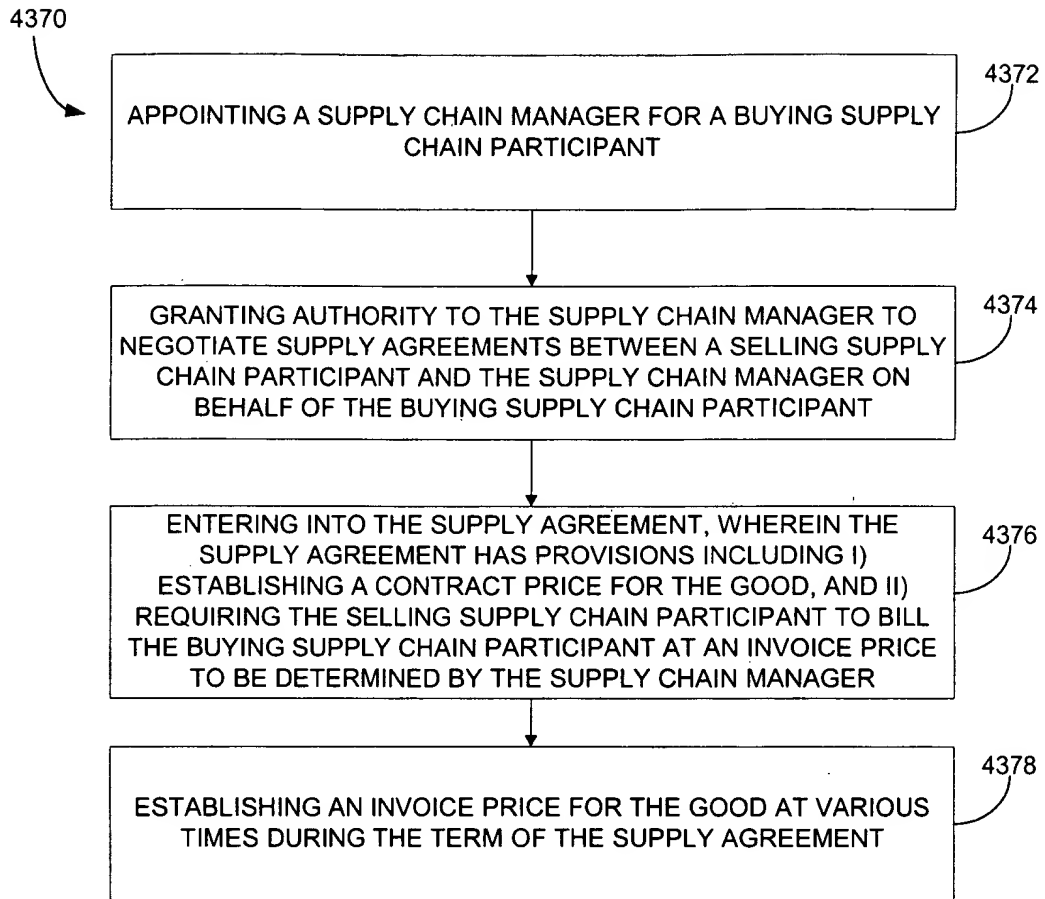 4370
4372
APPOINTING A SUPPLY CHAIN MANAGER FOR A BUYING SUPPLY
CHAIN PARTICIPANT
4374
GRANTING AUTHORITY TO THE SUPPLY CHAIN MANAGER TO
NEGOTIATE SUPPLY AGREEMENTS BETWEEN A SELLING SUPPLY
CHAIN PARTICIPANT AND THE SUPPLY CHAIN MANAGER ON
BEHALF OF THE BUYING SUPPLY CHAIN PARTICIPANT
4376
ENTERING INTO THE SUPPLY AGREEMENT, WHEREIN THE
SUPPLY AGREEMENT HAS PROVISIONS INCLUDING I)
ESTABLISHING A CONTRACT PRICE FOR THE GOOD, AND II)
REQUIRING THE SELLING SUPPLY CHAIN PARTICIPANT TO BILL
THE BUYING SUPPLY CHAIN PARTICIPANT AT AN INVOICE PRICE
TO BE DETERMINED BY THE SUPPLY CHAIN MANAGER
4378
ESTABLISHING AN INVOICE PRICE FOR THE GOOD AT VARIOUS
TIMES DURING THE TERM OF THE SUPPLY AGREEMENT